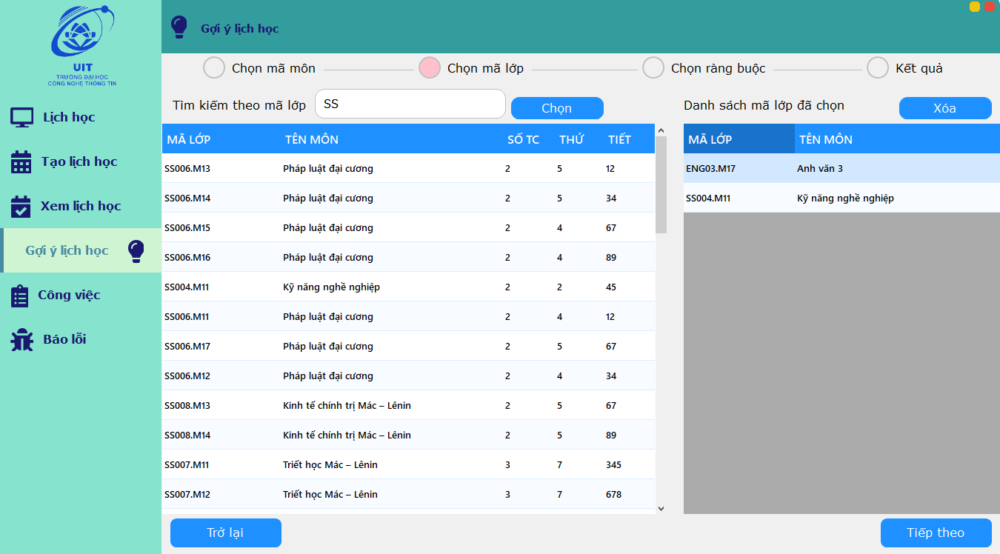 UIT
TRƯỜNG ĐẠI HỌC
CÔNG NGHỆ THÔNG TIN
Lịch học
Tạo lịch học
Xem lịch học
Gợi ý lịch học
Công việc
Báo lỗi
Gợi ý lịch học
Chọn mã môn Chọn mã lớp Chọn ràng buộc Kết quả
Tìm kiếm theo mã lớp SS Chọn
MÃ LỚP TÊN MÔN SỐ TC THỨ TIẾT
SS006.M13 Pháp luật đại cương 2 5 12
SS006.M14 Pháp luật đại cương 2 5 34
SS006.M15 Pháp luật đại cương 2 4 67
SS006.M16 Pháp luật đại cương 2 4 89
SS004.M11 Kỹ năng nghề nghiệp 2 2 45
SS006.M11 Pháp luật đại cương 2 4 12
SS006.M17 Pháp luật đại cương 2 5 67
SS006.M12 Pháp luật đại cương 2 4 34
SS008.M13 Kinh tế chính trị Mác – Lênin 2 5 67
SS008.M14 Kinh tế chính trị Mác – Lênin 2 5 89
SS007.M11 Triết học Mác – Lênin 3 7 345
SS007.M12 Triết học Mác – Lênin 3 7 678
Danh sách mã lớp đã chọn Xóa
MÃ LỚP TÊN MÔN
ENG03.M17 Anh văn 3
SS004.M11 Kỹ năng nghề nghiệp
Trở lại Tiếp theo